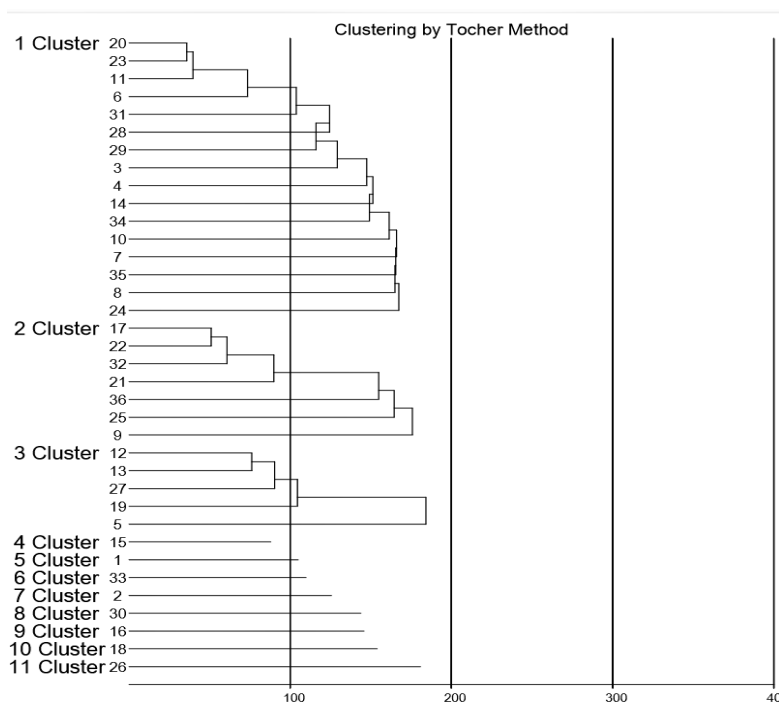 Clustering by Tocher Method
1 Cluster 20
23
11
6
31
28
29
3
4
14
34
10
7
35
8
24
2 Cluster 17
22
32
21
36
25
9
3 Cluster 12
13
27
19
5
4 Cluster 15
5 Cluster 1
6 Cluster 33
7 Cluster 2
8 Cluster 30
9 Cluster 16
10 Cluster 18
11 Cluster 26
100 200 300 40